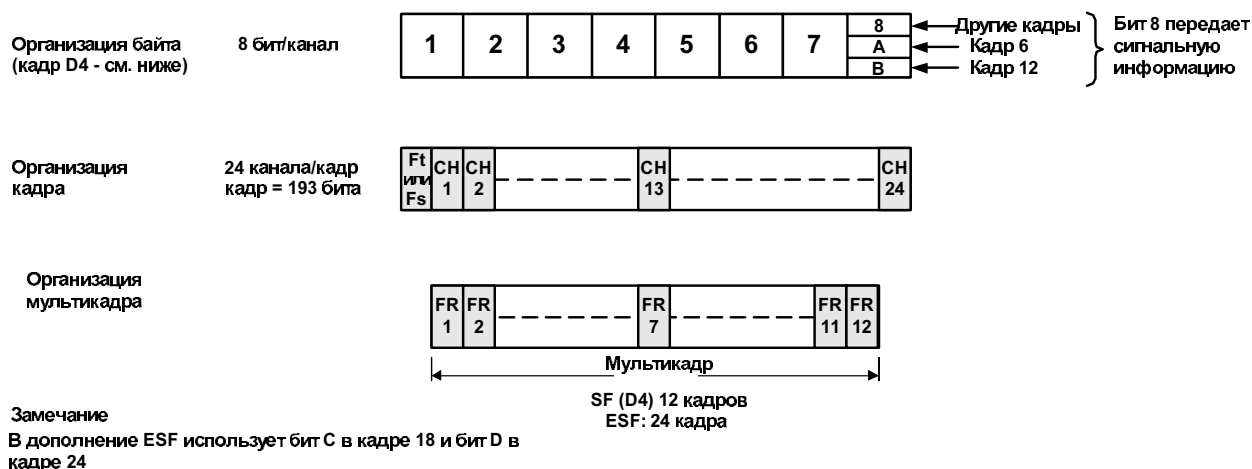 Организация байта
(кадр D4 - см. ниже)
8 бит/канал
1 2 3 4 5 6 7
8
A
B
Другие кадры
Кадр 6
Кадр 12
Бит 8 передает
сигнальную
информацию
Организация
кадра
24 канала/кадр
кадр = 193 бита
Ft
или
Fs
CH
1
CH
2
CH
13
CH
24
Организация
мультикадра
FR
1
FR
2
FR
7
FR
11
FR
12
Мультикадр
SF (D4) 12 кадров
ESF: 24 кадра
Замечание
В дополнение ESF использует бит C в кадре 18 и бит D в
кадре 24